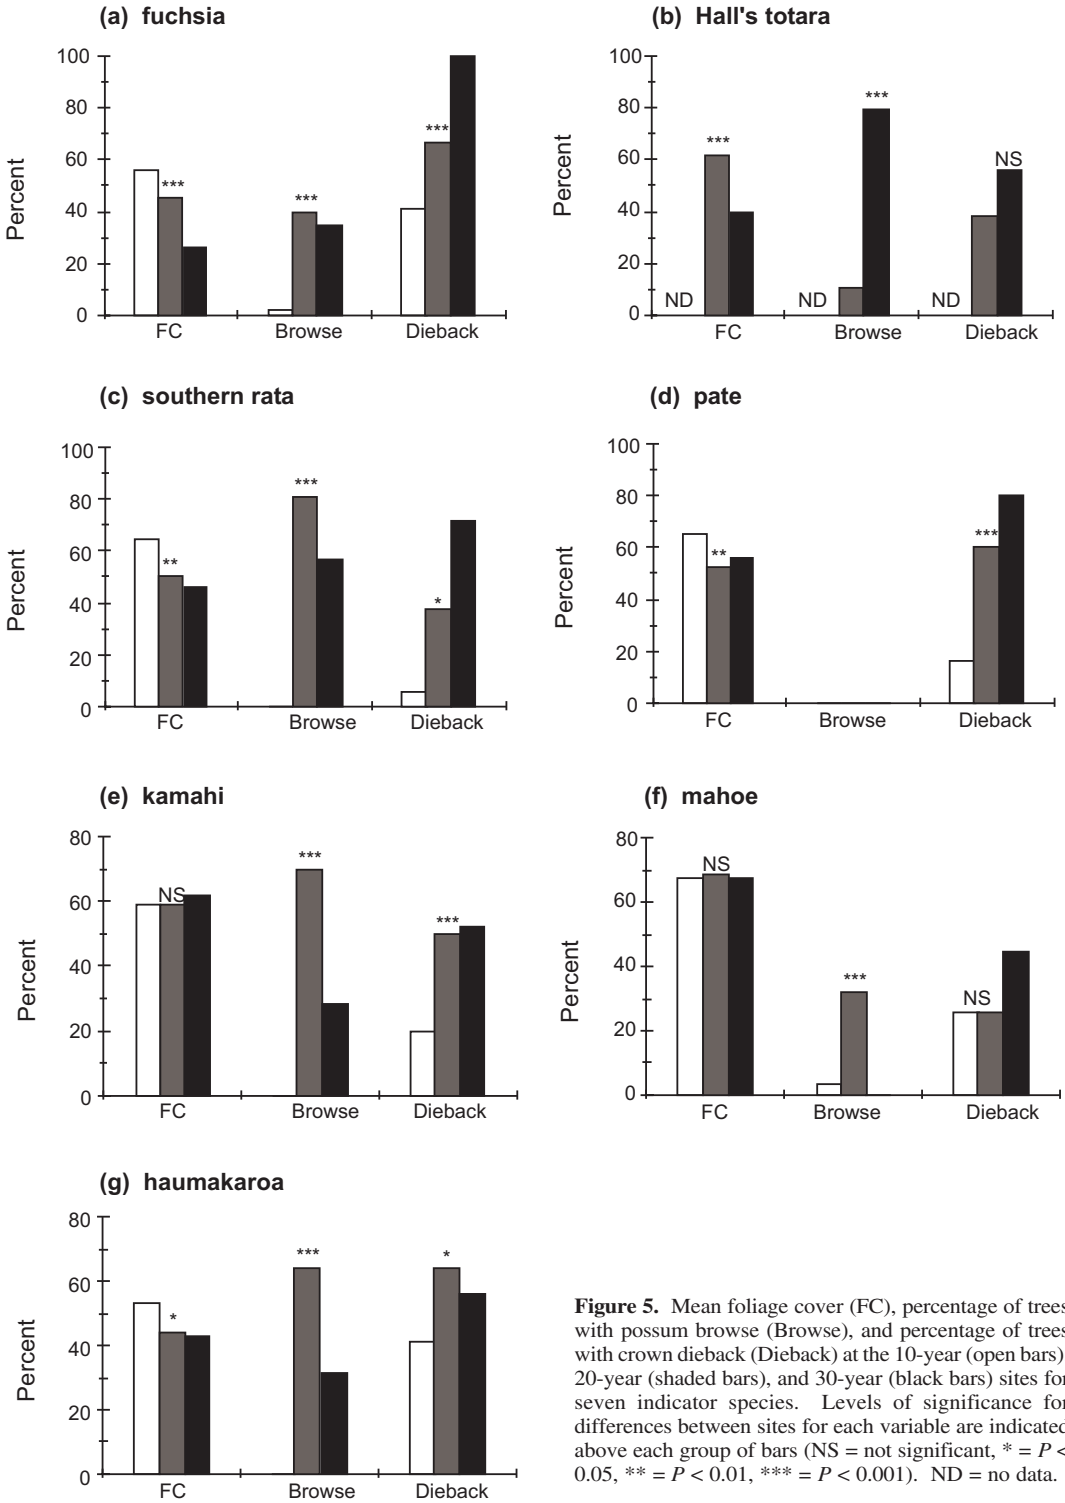 (a) fuchsia
100
80
60
40
20
0
Percent
***
***
***
FC
Browse
Dieback
(b) Hall's totara
100
80
60
40
20
0
Percent
ND
***
ND
***
ND
NS
FC
Browse
Dieback
(c) southern rata
100
80
60
40
20
0
Percent
**
***
*
FC
Browse
Dieback
(d) pate
100
80
60
40
20
0
Percent
**
***
FC
Browse
Dieback
(e) kamahi
80
60
40
20
0
Percent
NS
***
***
FC
Browse
Dieback
(f) mahoe
80
60
40
20
0
Percent
NS
***
NS
FC
Browse
Dieback
(g) haumakaroa
80
60
40
20
0
Percent
*
***
*
FC
Browse
Dieback
Figure 5. Mean foliage cover (FC), percentage of trees
with possum browse (Browse), and percentage of trees
with crown dieback (Dieback) at the 10-year (open bars)
20-year (shaded bars), and 30-year (black bars) sites for
seven indicator species. Levels of significance for
differences between sites for each variable are indicated
above each group of bars (NS = not significant, * = P <
0.05, ** = P < 0.01, *** = P < 0.001). ND = no data.